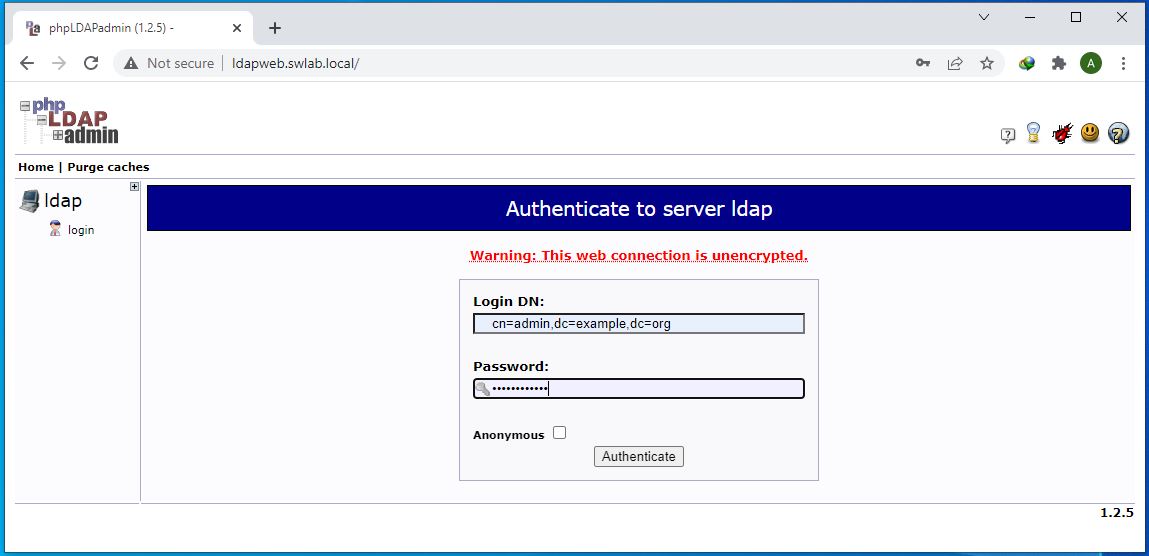 phpLDAPadmin (1.2.5) -
Not secure
ldapweb.swlab.local/
A
php
LDAP
admin
Home | Purge caches
ldap
login
Authenticate to server ldap
Warning: This web connection is unencrypted.
Login DN:
cn=admin,dc=example,dc=org
Password:
••••••••••••
Anonymous
Authenticate
1.2.5